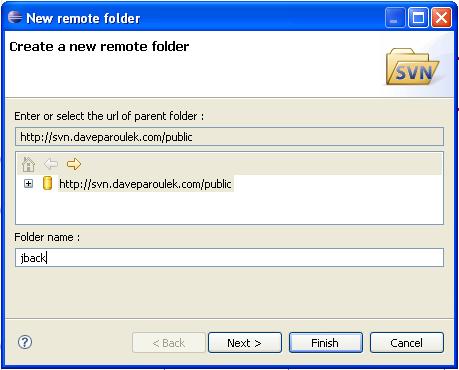 New remote folder
Create a new remote folder
SVN
Enter or select the url of parent folder :
http://svn.daveparoulek.com/public
http://svn.daveparoulek.com/public
Folder name :
jback
< Back Next > Finish Cancel